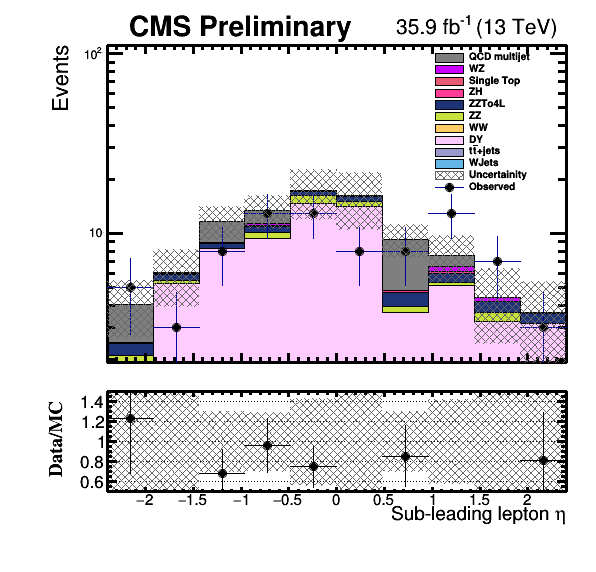 CMS Preliminary 35.9 fb⁻¹ (13 TeV)
Events
10²
10
QCD multijet
WZ
Single Top
ZH
ZZTo4L
ZZ
WW
DY
tt̄+jets
WJets
Uncertainity
Observed
Data/MC
1.4
1.2
1
0.8
0.6
−2 −1.5 −1 −0.5 0 0.5 1 1.5 2
Sub-leading lepton η